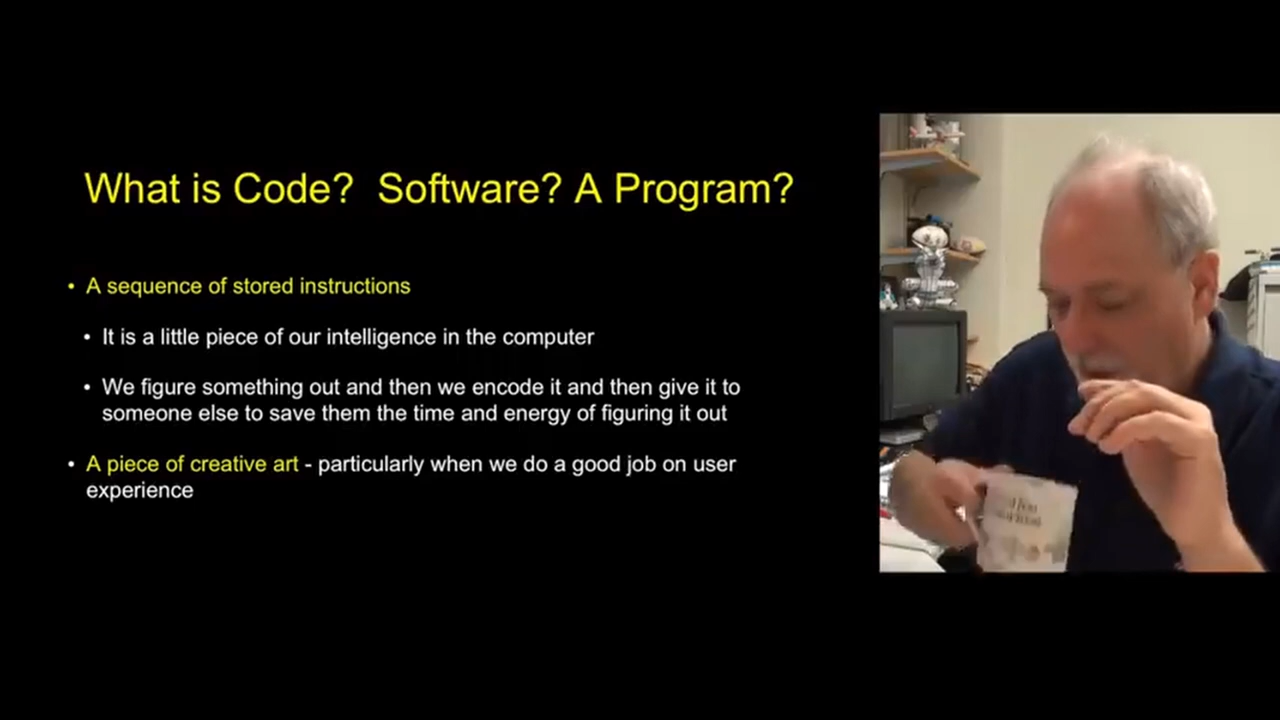 What is Code?  Software? A Program?
• A sequence of stored instructions
• It is a little piece of our intelligence in the computer
• We figure something out and then we encode it and then give it to
someone else to save them the time and energy of figuring it out
• A piece of creative art - particularly when we do a good job on user
experience